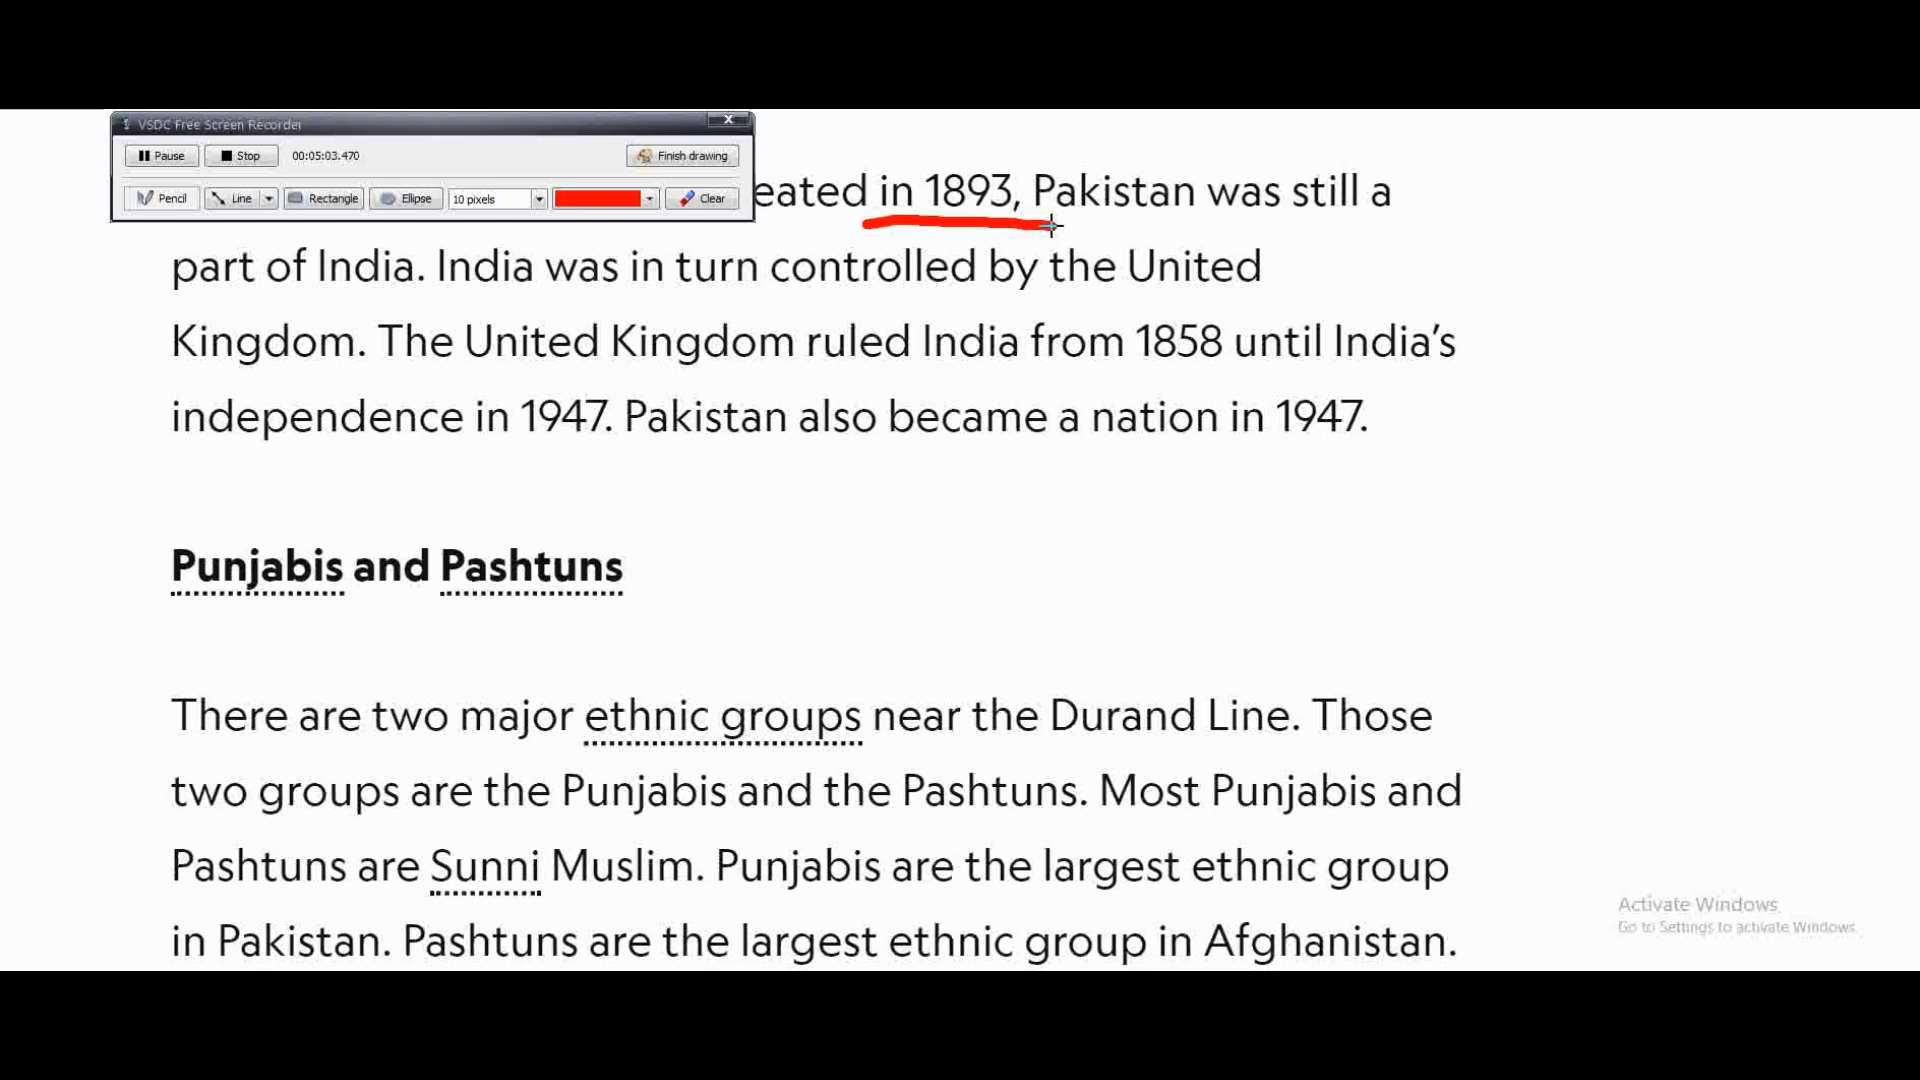 VSDC Free Screen Recorder
Pause Stop 00:05:03.470 Finish drawing
Pencil Line Rectangle Ellipse 10 pixels Clear
eated in 1893, Pakistan was still a
part of India. India was in turn controlled by the United
Kingdom. The United Kingdom ruled India from 1858 until India’s
independence in 1947. Pakistan also became a nation in 1947.
Punjabis and Pashtuns
There are two major ethnic groups near the Durand Line. Those
two groups are the Punjabis and the Pashtuns. Most Punjabis and
Pashtuns are Sunni Muslim. Punjabis are the largest ethnic group
in Pakistan. Pashtuns are the largest ethnic group in Afghanistan.
Activate Windows
Go to Settings to activate Windows.